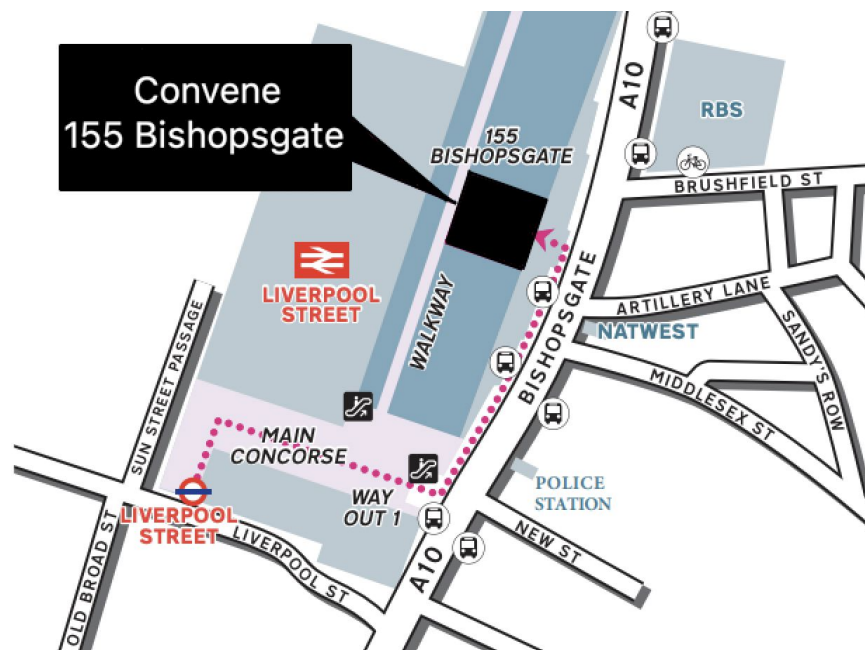 Convene
155 Bishopsgate
A10
RBS
155
BISHOPSGATE
BRUSHFIELD ST
LIVERPOOL
STREET
WALKWAY
BISHOPSGATE
ARTILLERY LANE
NATWEST
SANDY'S ROW
SUN STREET PASSAGE
MIDDLESEX ST
MAIN
CONCORSE
WAY
OUT 1
POLICE
STATION
LIVERPOOL
STREET
LIVERPOOL ST
NEW ST
A10
OLD BROAD ST